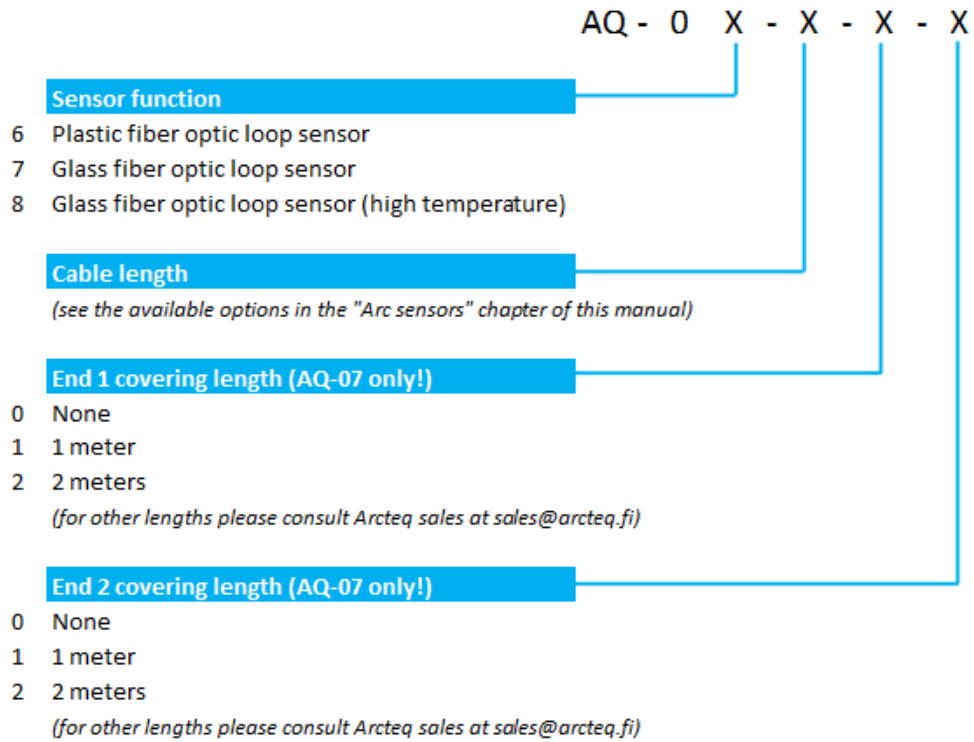 AQ - 0 X - X - X - X
Sensor function
6 Plastic fiber optic loop sensor
7 Glass fiber optic loop sensor
8 Glass fiber optic loop sensor (high temperature)
Cable length
(see the available options in the "Arc sensors" chapter of this manual)
End 1 covering length (AQ-07 only!)
0 None
1 1 meter
2 2 meters
(for other lengths please consult Arcteq sales at sales@arcteq.fi)
End 2 covering length (AQ-07 only!)
0 None
1 1 meter
2 2 meters
(for other lengths please consult Arcteq sales at sales@arcteq.fi)